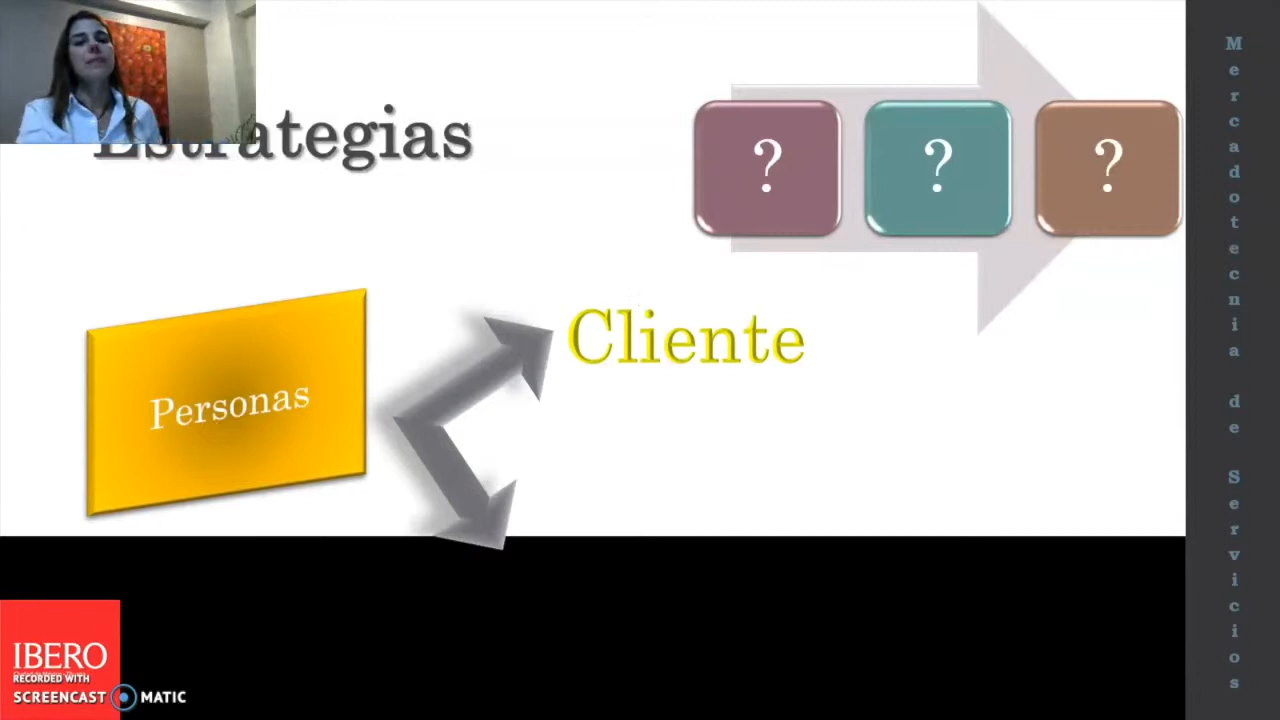 Estrategias
?
?
?
Cliente
Personas
Mercadotecnia de Servicios
IBERO
RECORDED WITH
SCREENCAST MATIC